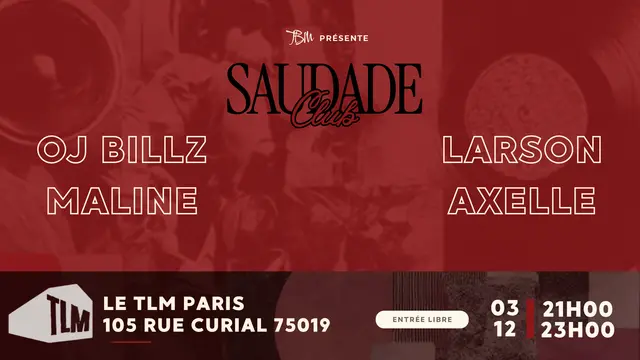 JBM PRÉSENTE
SAUDADE
Club
OJ BILLZ
MALINE
LARSON
AXELLE
TLM
LE TLM PARIS
105 RUE CURIAL 75019
ENTRÉE LIBRE
03
12
21H00
23H00